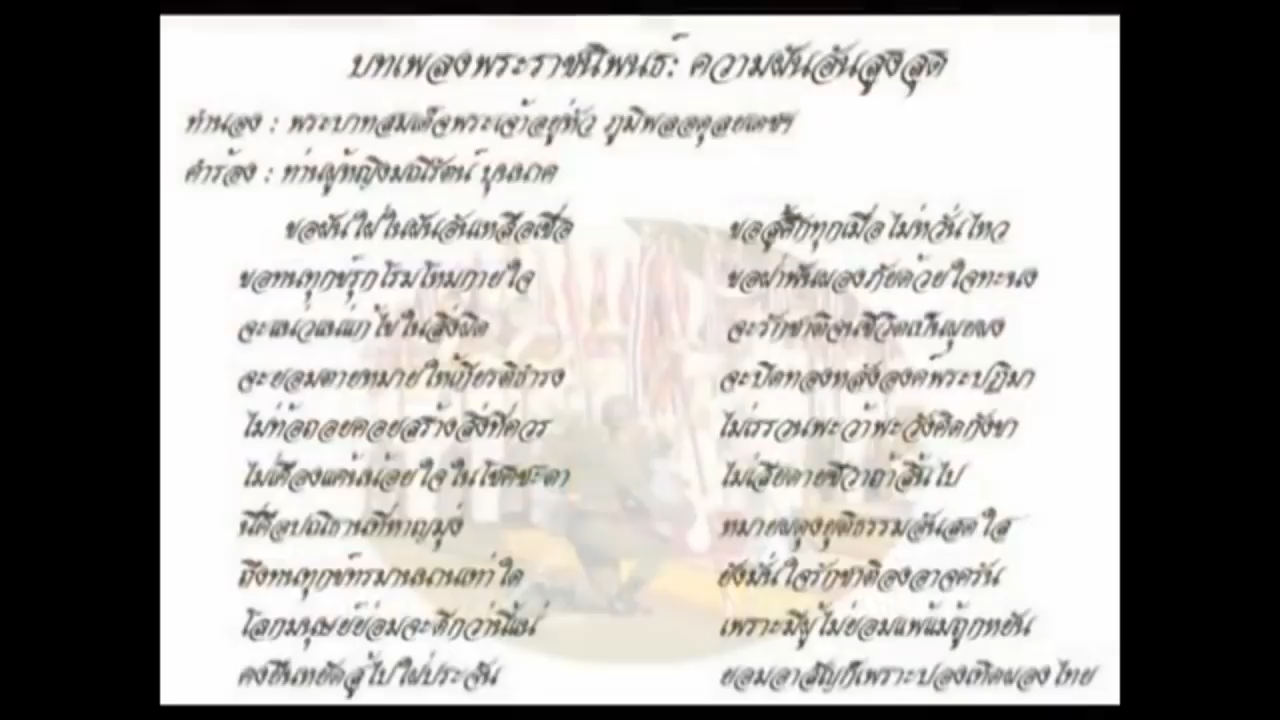 บทเพลงพระราชนิพนธ์: ความฝันอันสูงสุด
ทำนอง : พระบาทสมเด็จพระเจ้าอยู่หัว ภูมิพลอดุลยเดชฯ
คำร้อง : ท่านผู้หญิงมณีรัตน์ บุนนาค
ขอฝันใฝ่ในฝันอันเหลือเชื่อ ขอสู้ศึกทุกเมื่อไม่หวั่นไหว
ขอทนทุกข์รุกโรมโหมกายใจ ขอฝ่าฟันผองภัยด้วยใจทะนง
จะแน่วแน่แก้ไขในสิ่งผิด จะรักชาติจนชีวิตเป็นผุยผง
จะยอมตายหมายให้เกียรติธำรง จะปิดทองหลังองค์พระปฏิมา
ไม่ท้อถอยคอยสร้างสิ่งที่ควร ไม่เรรวนพะว้าพะวังคิดกังขา
ไม่เคืองแค้นน้อยใจในโชคชะตา ไม่เสียดายชีวาถ้าสิ้นไป
นี่คือปณิธานที่หาญมุ่ง หมายผดุงยุติธรรมอันสดใส
ถึงทนทุกข์ทรมานนานเท่าใด ยังมั่นใจรักชาติองอาจครัน
โลกมนุษย์ย่อมจะดีกว่านี้แน่ เพราะมีผู้ไม่ยอมแพ้แม้ถูกหยัน
คงยืนหยัดสู้ไปใฝ่ประจัน ยอมอาสัญก็เพราะปองเทิดผองไทย